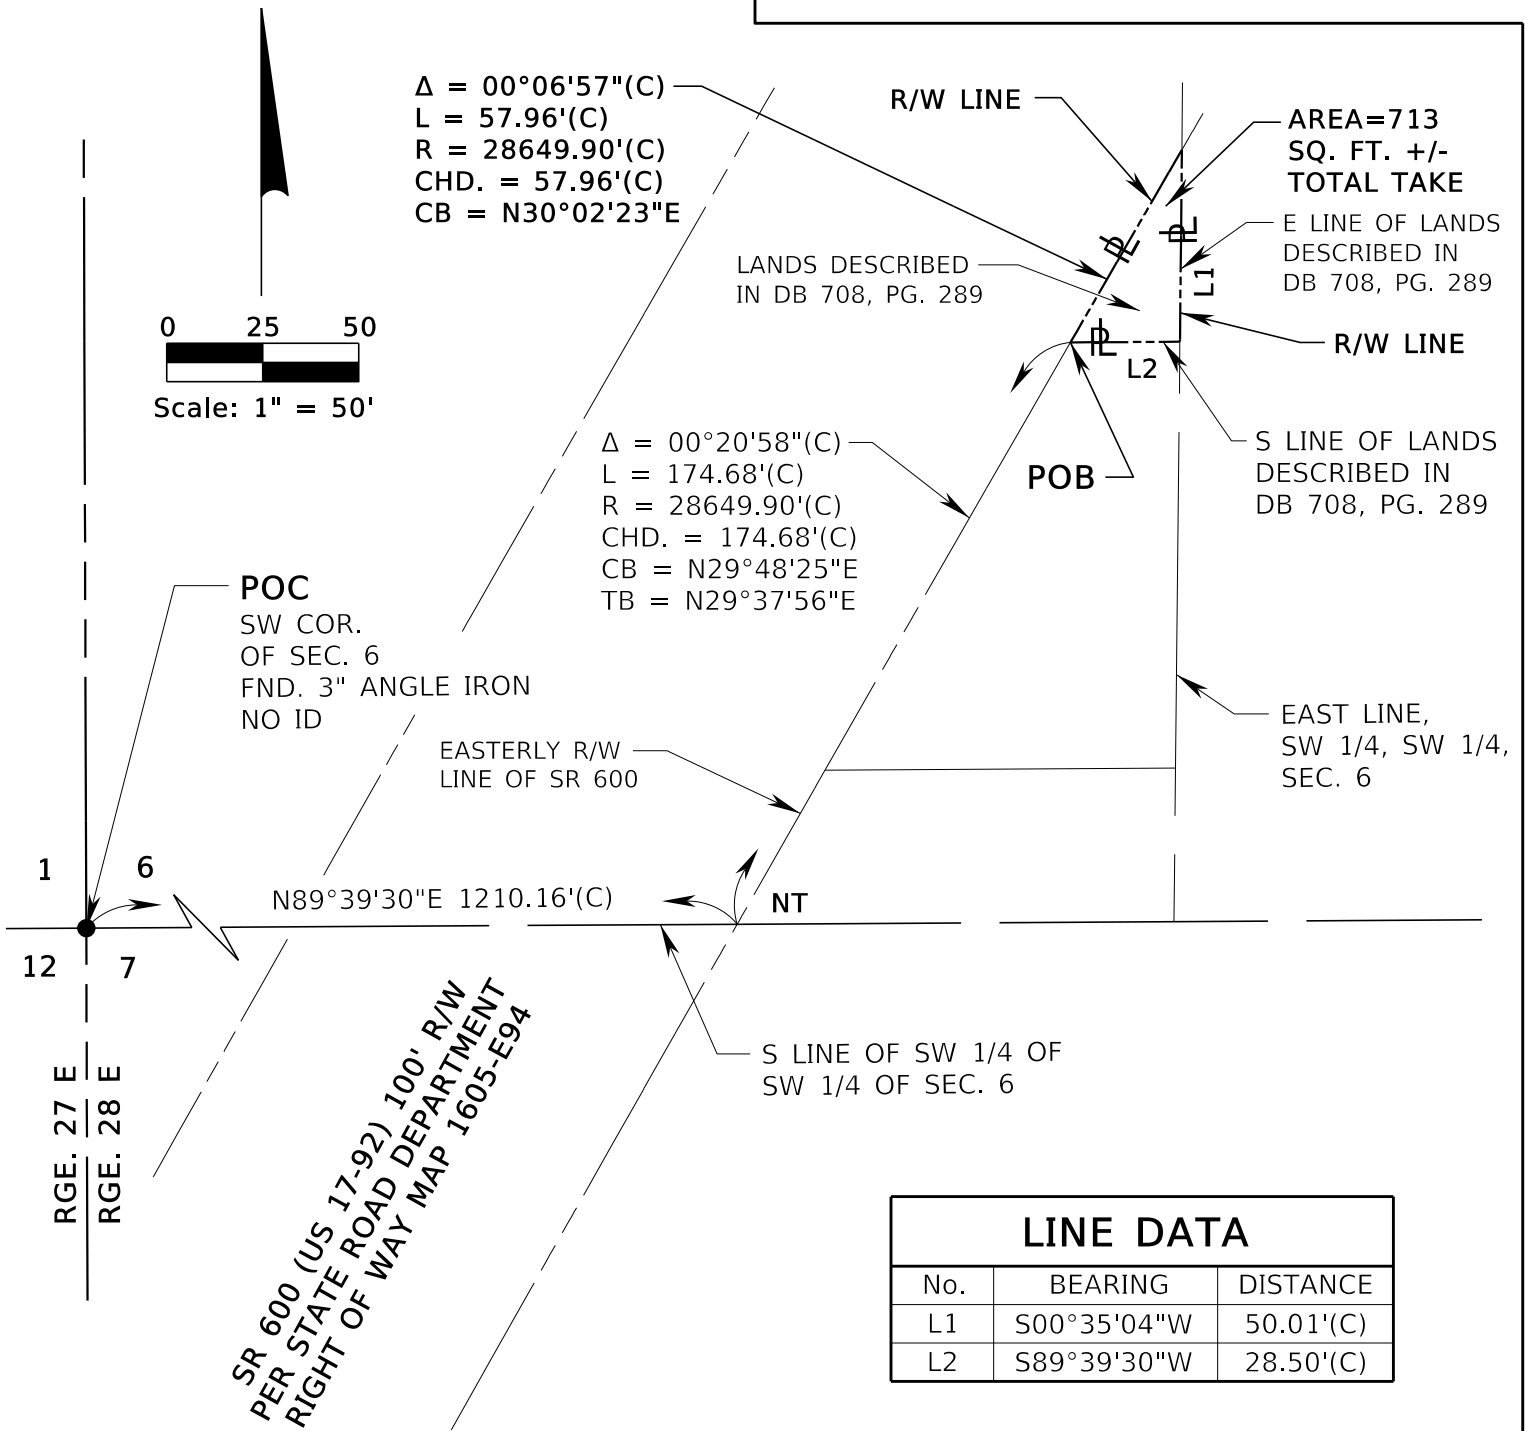 Δ = 00°06'57"(C)
L = 57.96'(C)
R = 28649.90'(C)
CHD. = 57.96'(C)
CB = N30°02'23"E
R/W LINE
AREA=713
SQ. FT. +/-
TOTAL TAKE
E LINE OF LANDS
DESCRIBED IN
DB 708, PG. 289
LANDS DESCRIBED
IN DB 708, PG. 289
PL
PL
L1
R/W LINE
PL
L2
0 25 50
Scale: 1" = 50'
Δ = 00°20'58"(C)
L = 174.68'(C)
R = 28649.90'(C)
CHD. = 174.68'(C)
CB = N29°48'25"E
TB = N29°37'56"E
POB
S LINE OF LANDS
DESCRIBED IN
DB 708, PG. 289
POC
SW COR.
OF SEC. 6
FND. 3" ANGLE IRON
NO ID
EASTERLY R/W
LINE OF SR 600
EAST LINE,
SW 1/4, SW 1/4,
SEC. 6
1 6
N89°39'30"E 1210.16'(C)
NT
12 7
RGE. 27 E
RGE. 28 E
SR 600 (US 17-92) 100' R/W
PER STATE ROAD DEPARTMENT
RIGHT OF WAY MAP 1605-E94
S LINE OF SW 1/4 OF
SW 1/4 OF SEC. 6
LINE DATA
No. BEARING DISTANCE
L1 S00°35'04"W 50.01'(C)
L2 S89°39'30"W 28.50'(C)